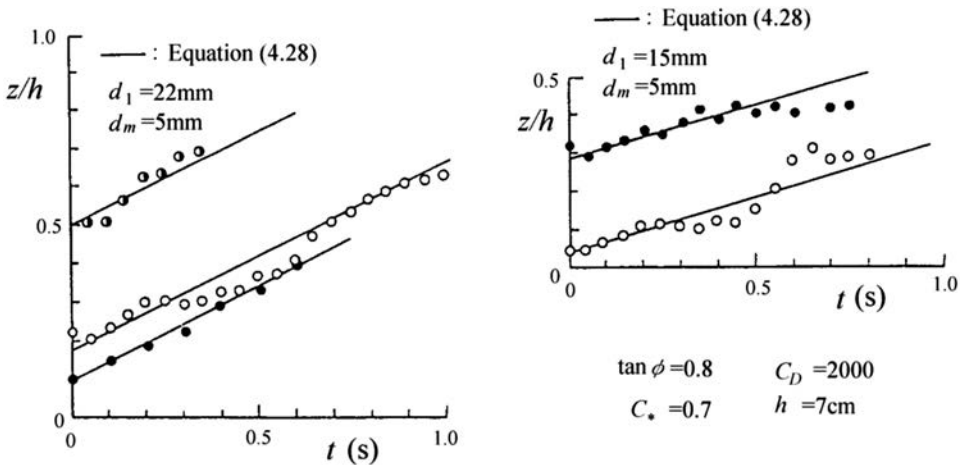 1.0
— : Equation (4.28)
z/h
d₁ =22mm
dₘ =5mm
0.5
0
0
0.5
1.0
t (s)
— : Equation (4.28)
d₁ =15mm
dₘ =5mm
0.5
z/h
0
0
0.5
1.0
t (s)
tan ϕ =0.8 C_D =2000
C_* =0.7 h =7cm